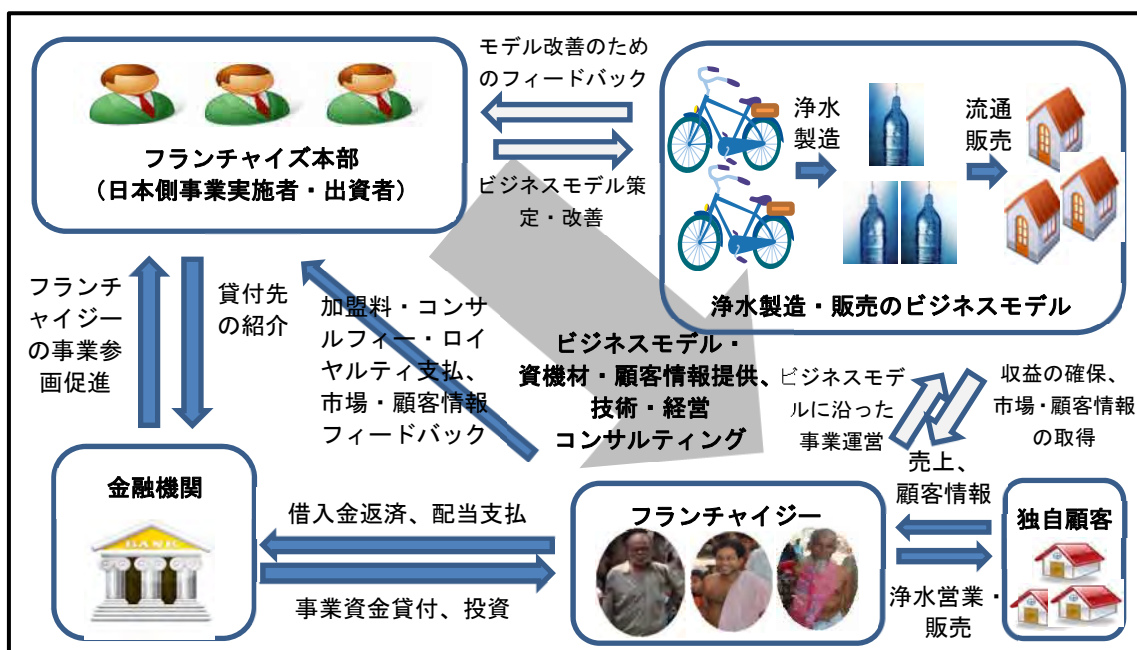 フランチャイズ本部
（日本側事業実施者・出資者）
モデル改善のため
のフィードバック
ビジネスモデル策
定・改善
浄水
製造
流通
販売
浄水製造・販売のビジネスモデル
フランチ
ャイジー
の事業参
画促進
貸付先
の紹介
加盟料・コンサ
ルフィー・ロイ
ヤルティ支払、
市場・顧客情報
フィードバック
ビジネスモデル・
資機材・顧客情報提供、
技術・経営
コンサルティング
ビジネスモデ
ルに沿った
事業運営
収益の確保、
市場・顧客情報
の取得
金融機関
BANK
借入金返済、配当支払
事業資金貸付、投資
フランチャイジー
売上、
顧客情報
浄水営業・
販売
独自顧客